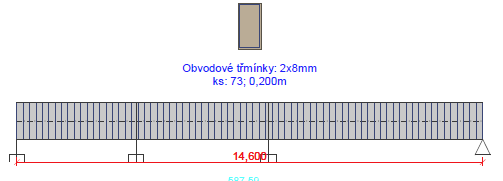 Obvodové třmínky: 2x8mm
ks: 73; 0,200m
14,600